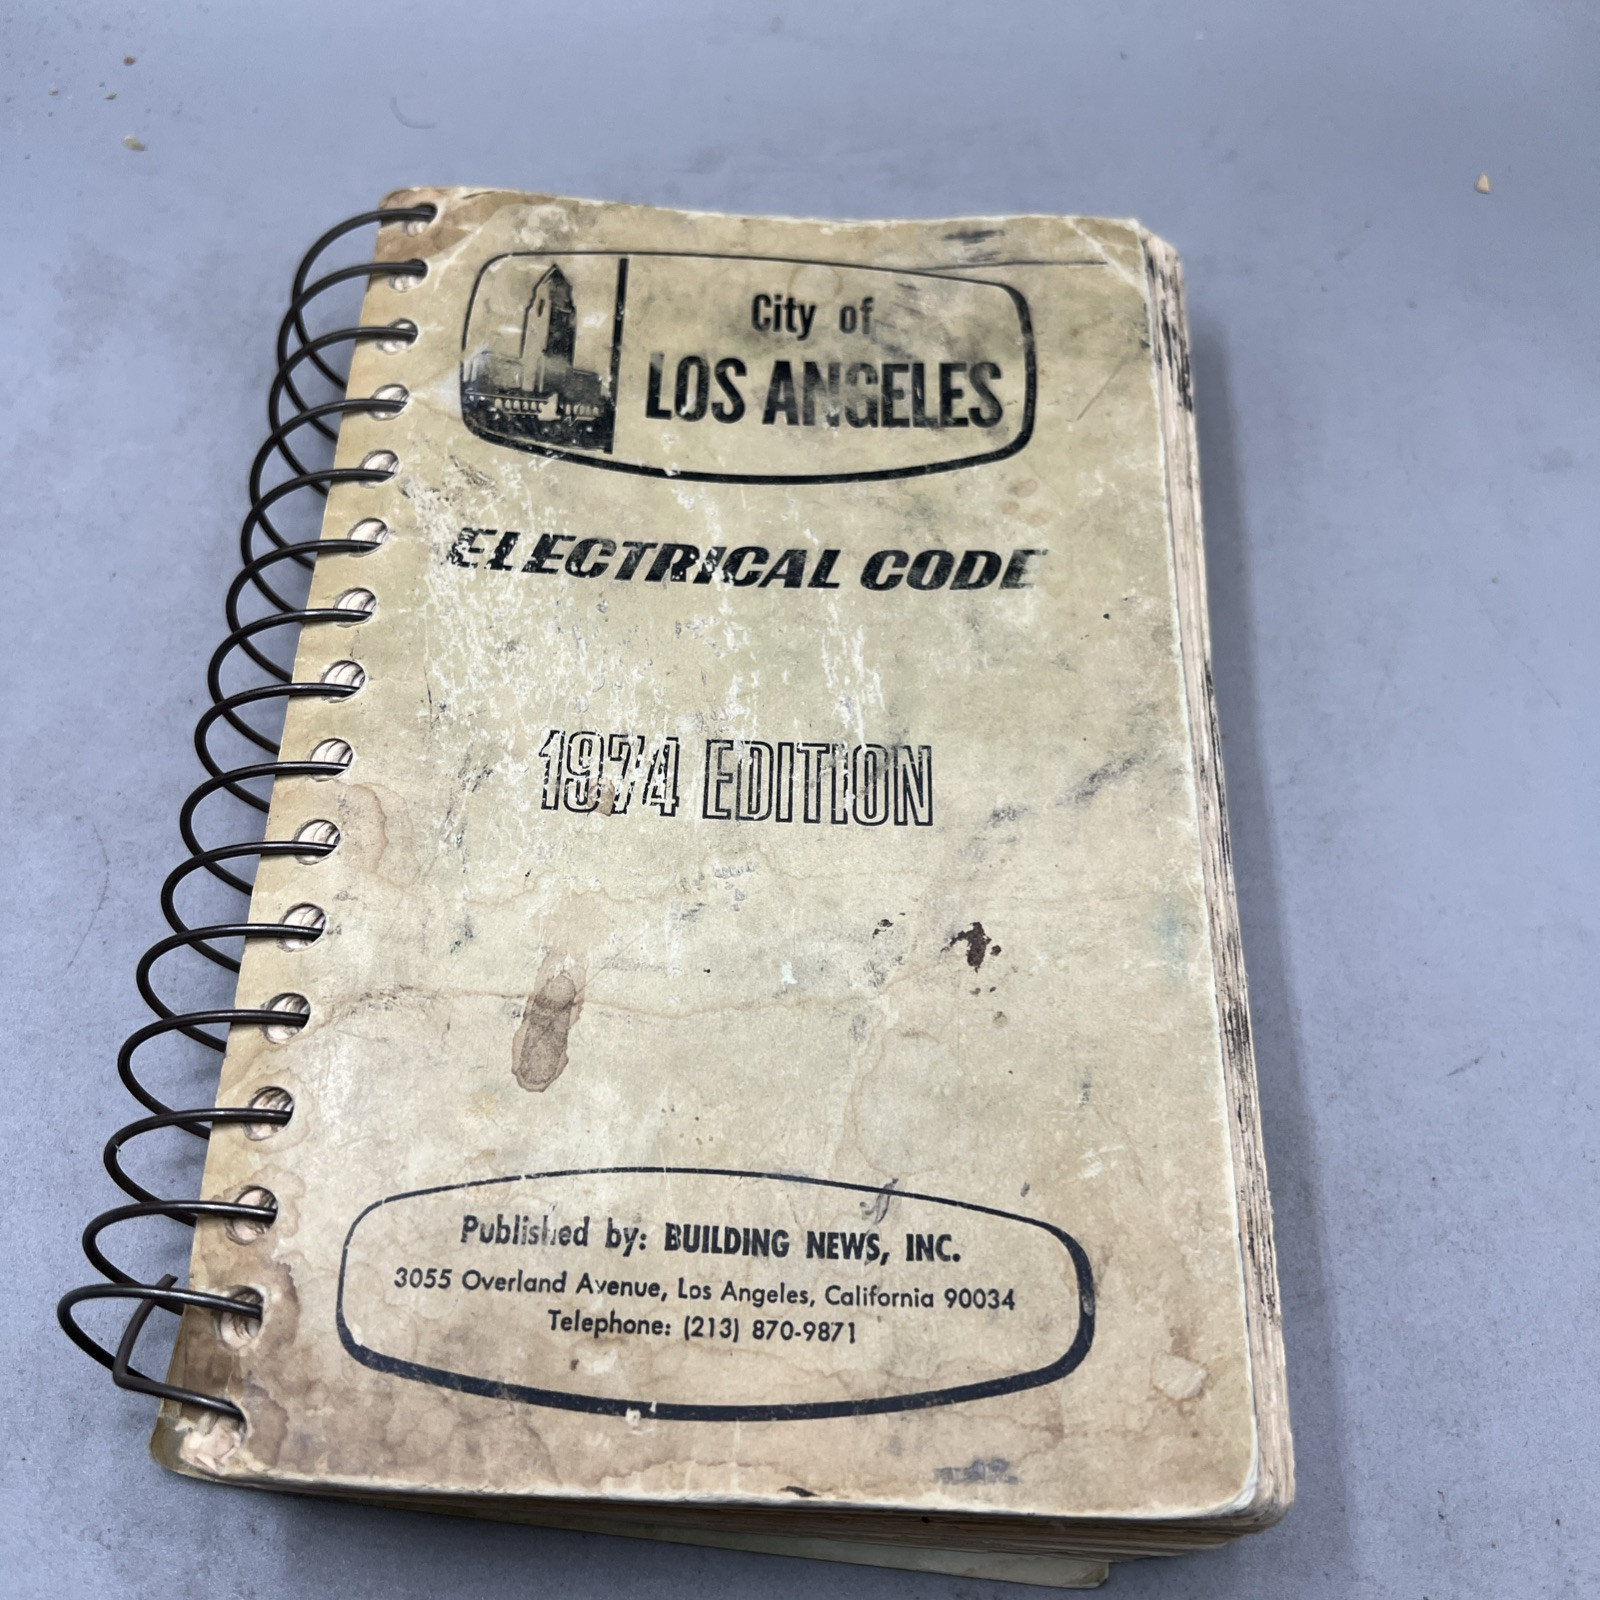 City of
LOS ANGELES
ELECTRICAL CODE
1974 EDITION
Published by: BUILDING NEWS, INC.
3055 Overland Avenue, Los Angeles, California 90034
Telephone: (213) 870-9871